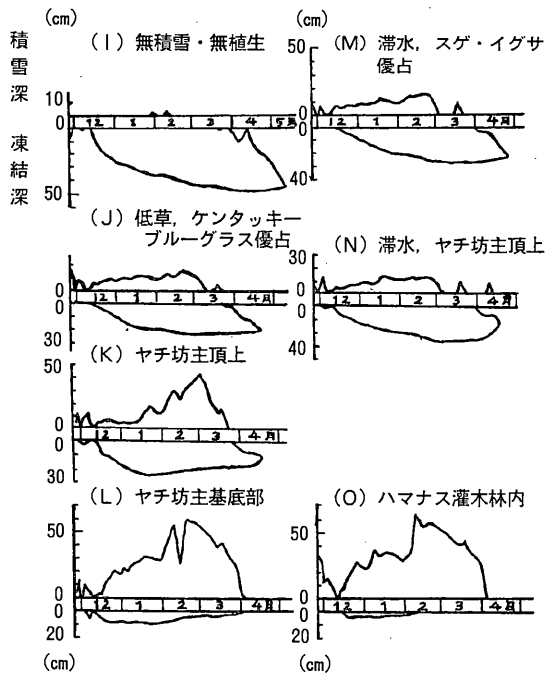 (cm)
積雪深
凍結深
(I) 無積雪・無植生
10
0
12 1 2 3 4 5月
50
(cm)
50
(M) 滞水，スゲ・イグサ
優占
0
12 1 2 3 4月
0
40
(J) 低草，ケンタッキー
ブルーグラス優占
0
12 1 2 3 4月
0
30
30
(N) 滞水，ヤチ坊主頂上
0
12 1 2 3 4月
0
40
(K) ヤチ坊主頂上
50
0
12 1 2 3 4月
0
30
(L) ヤチ坊主基底部
50
0
12 1 2 3 4月
0
20
(cm)
(O) ハマナス灌木林内
50
0
12 1 2 3 4月
0
20
(cm)